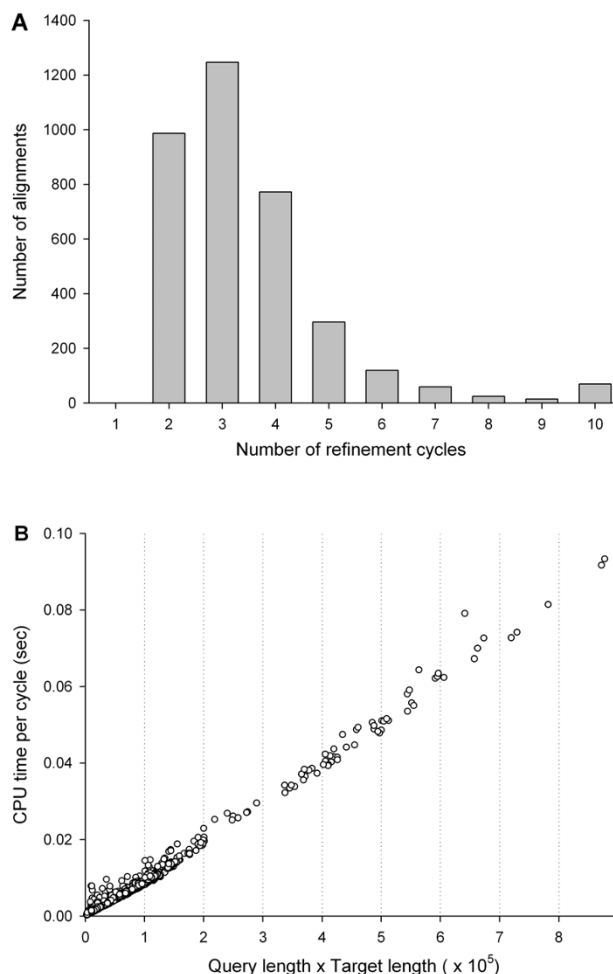 A
1400
1200
1000
800
600
400
200
0
Number of alignments
1 2 3 4 5 6 7 8 9 10
Number of refinement cycles
B
0.10
0.08
0.06
0.04
0.02
0.00
CPU time per cycle (sec)
0 1 2 3 4 5 6 7 8
Query length x Target length ( x 10⁵)